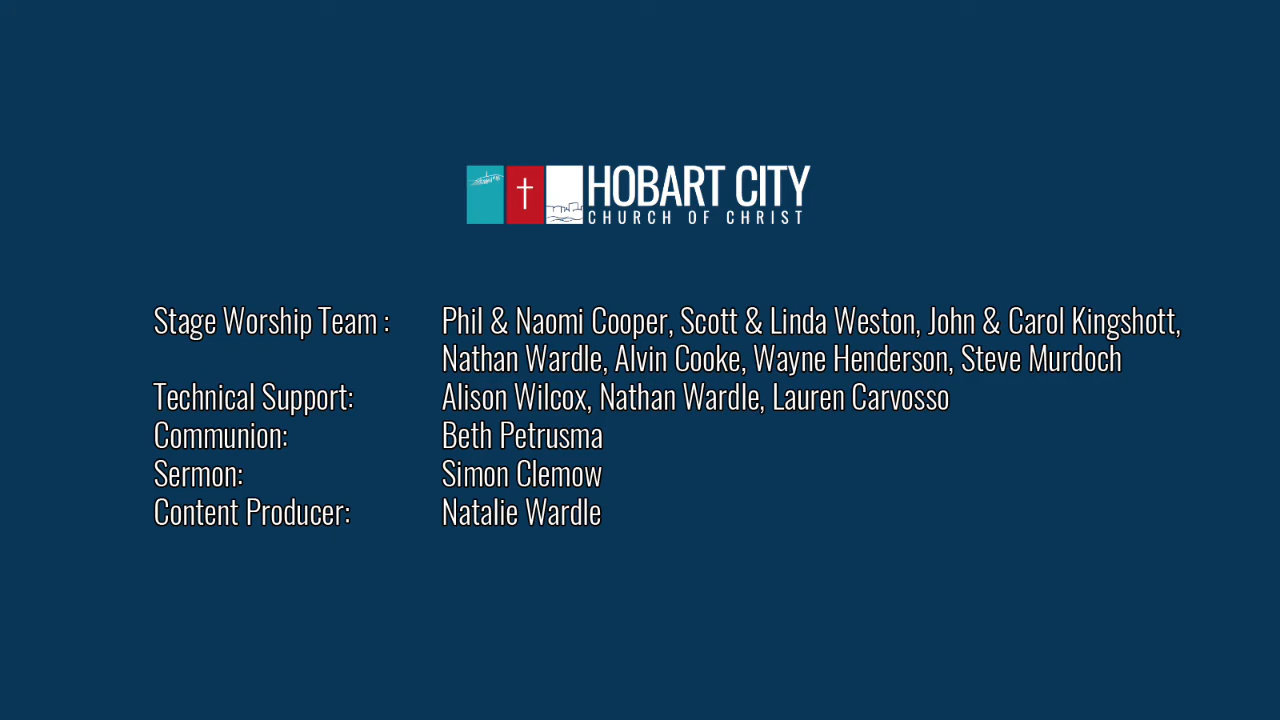 HOBART CITY
CHURCH OF CHRIST
Stage Worship Team : Phil & Naomi Cooper, Scott & Linda Weston, John & Carol Kingshott,
Nathan Wardle, Alvin Cooke, Wayne Henderson, Steve Murdoch
Technical Support: Alison Wilcox, Nathan Wardle, Lauren Carvosso
Communion: Beth Petrusma
Sermon: Simon Clemow
Content Producer: Natalie Wardle